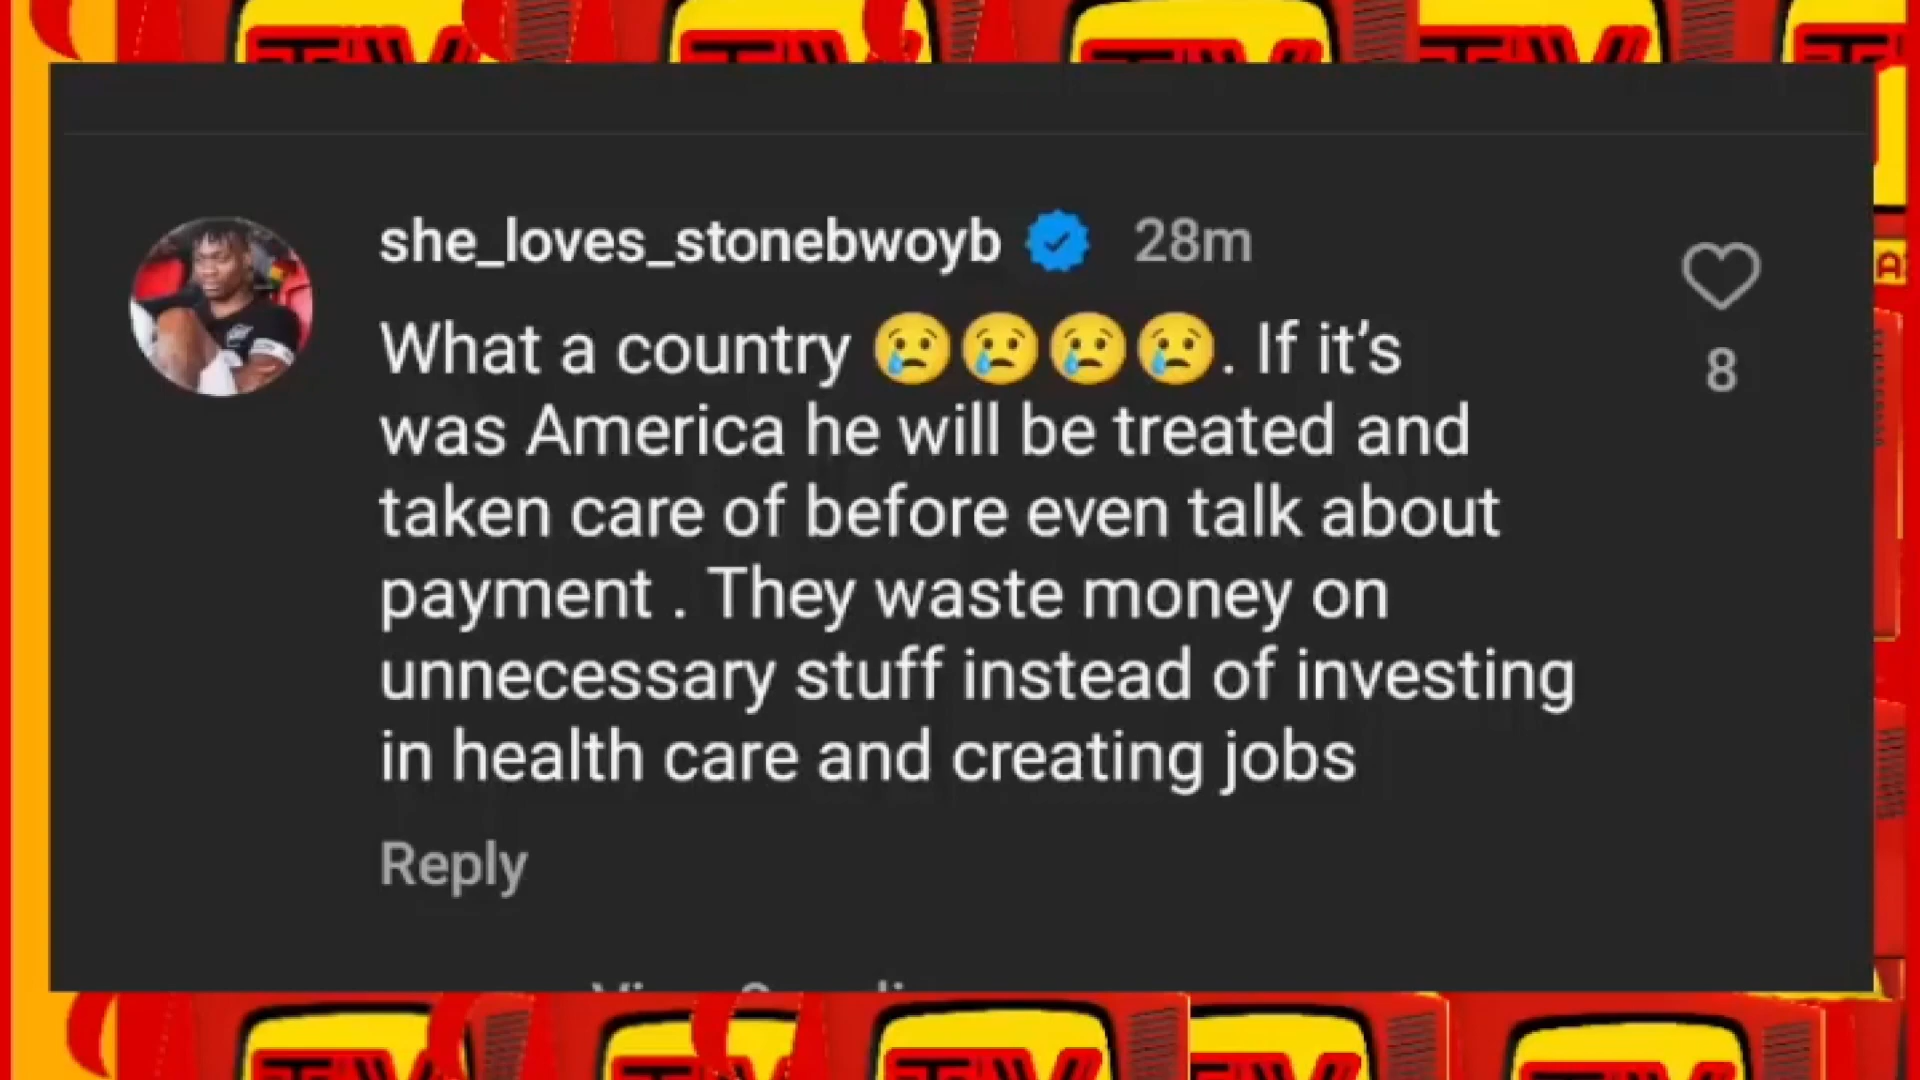 she_loves_stonebwoyb 28m
What a country 😢😢😢😢. If it's
8
was America he will be treated and
taken care of before even talk about
payment . They waste money on
unnecessary stuff instead of investing
in health care and creating jobs
Reply